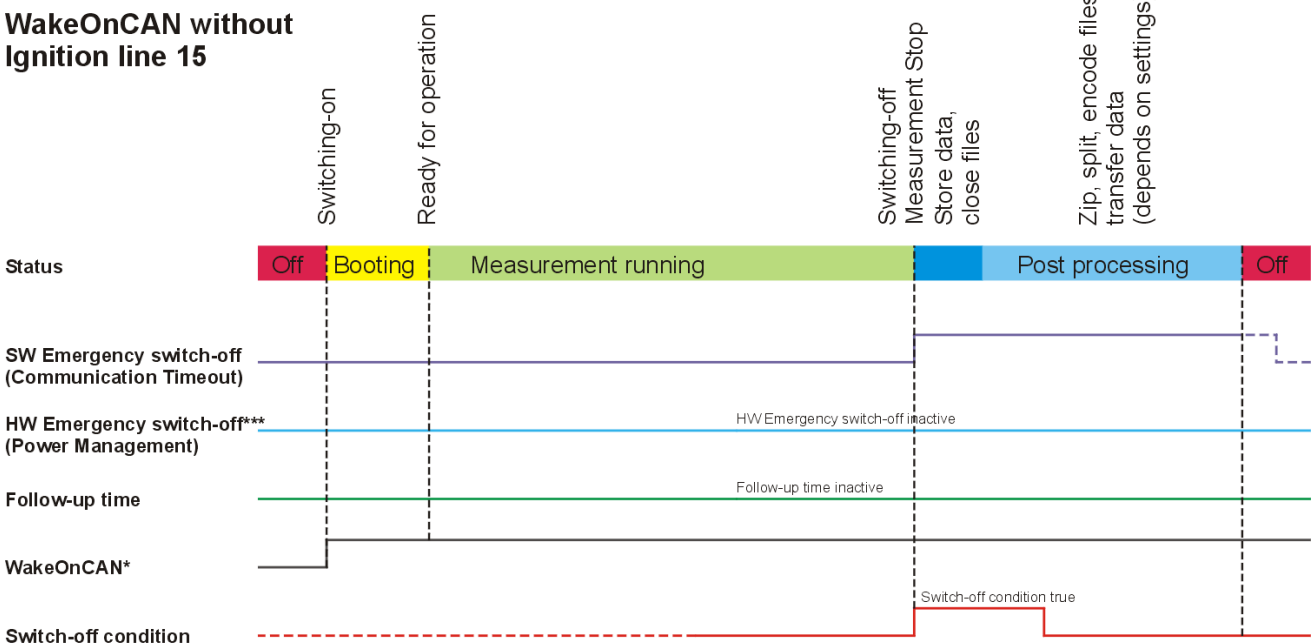 WakeOnCAN without
Ignition line 15
Switching-on
Ready for operation
Switching-off
Measurement Stop
Store data,
close files
Zip, split, encode files
transfer data
(depends on settings
Status
Off
Booting
Measurement running
Post processing
Off
SW Emergency switch-off
(Communication Timeout)
HW Emergency switch-off***
(Power Management)
HW Emergency switch-off inactive
Follow-up time
Follow-up time inactive
WakeOnCAN*
Switch-off condition true
Switch-off condition